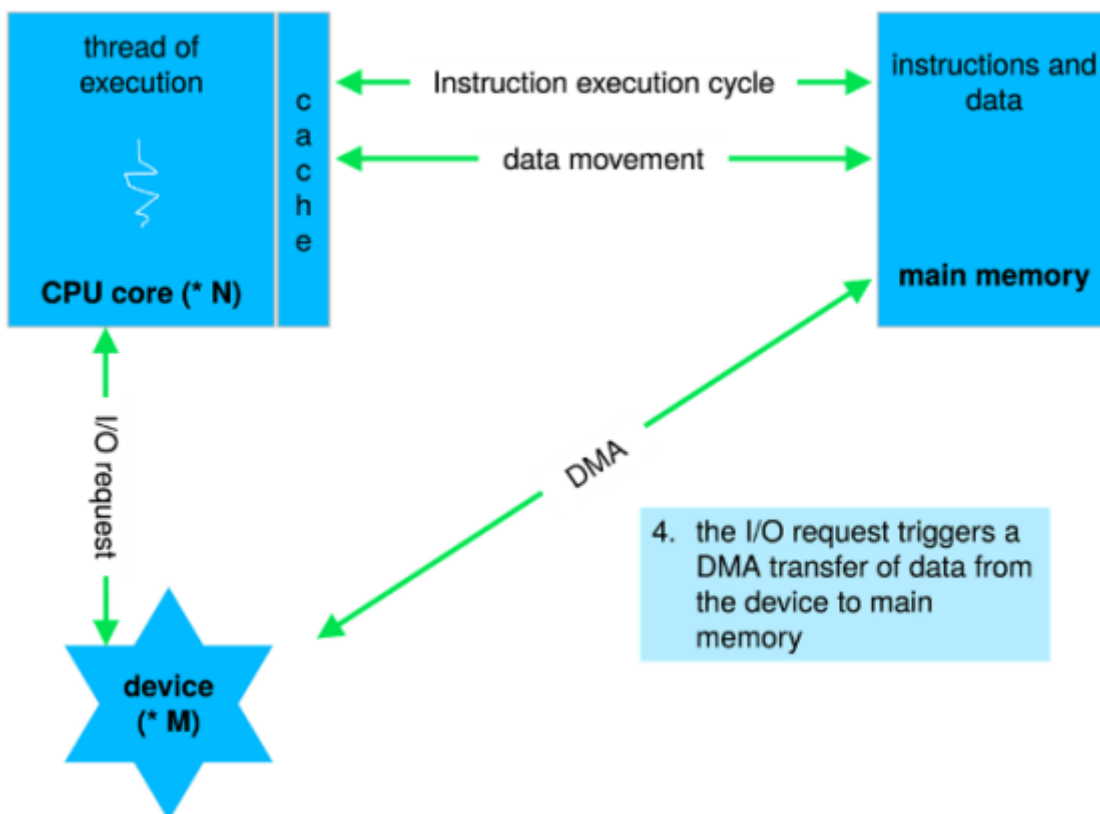 thread of
execution
c
a
c
h
e
CPU core (* N)
Instruction execution cycle
data movement
instructions and
data
main memory
I/O request
DMA
4. the I/O request triggers a
DMA transfer of data from
the device to main
memory
device
(* M)